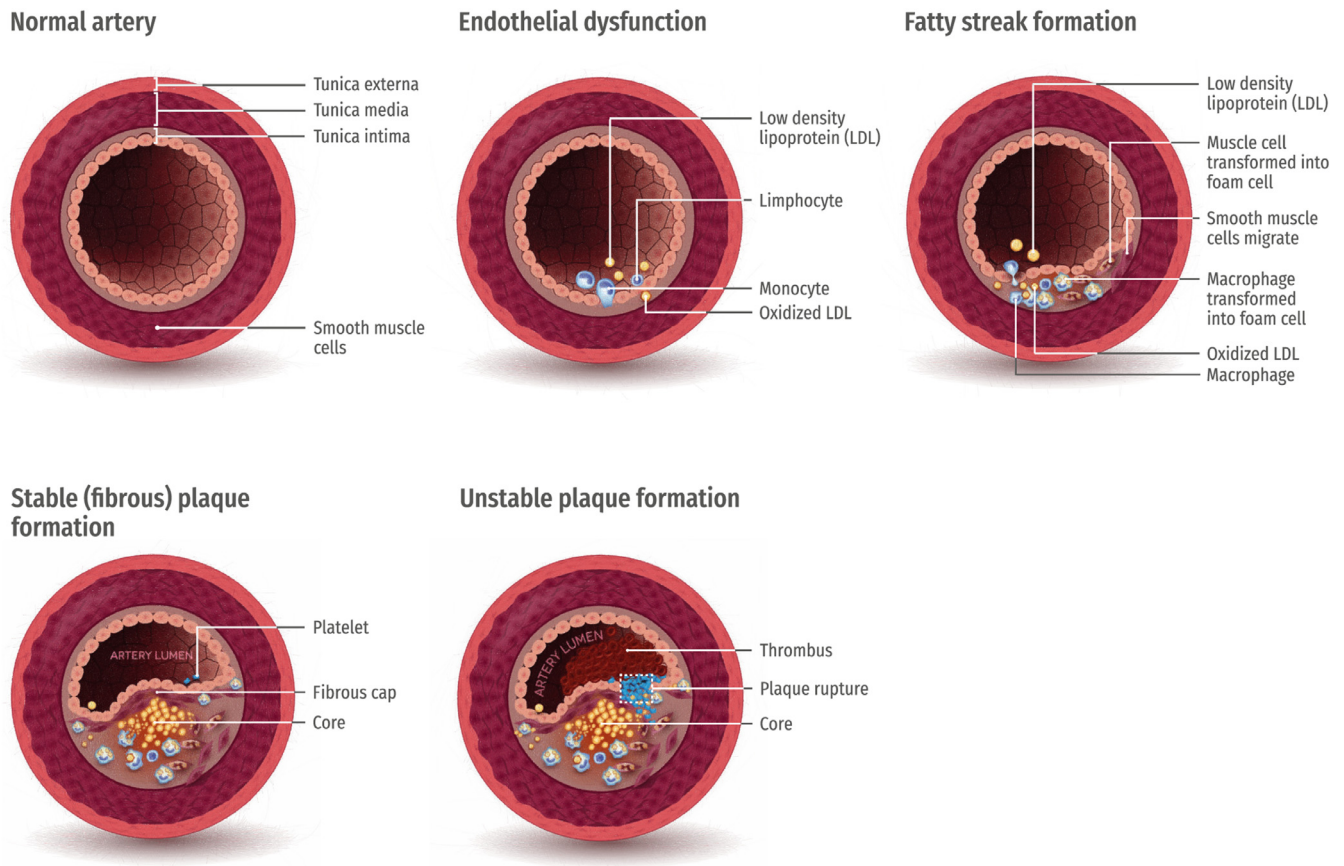 Normal artery
Tunica externa
Tunica media
Tunica intima
Smooth muscle
cells
Endothelial dysfunction
Low density
lipoprotein (LDL)
Limphocyte
Monocyte
Oxidized LDL
Fatty streak formation
Low density
lipoprotein (LDL)
Muscle cell
transformed into
foam cell
Smooth muscle
cells migrate
Macrophage
transformed
into foam cell
Oxidized LDL
Macrophage
Stable (fibrous) plaque
formation
ARTERY LUMEN
Platelet
Fibrous cap
Core
Unstable plaque formation
ARTERY LUMEN
Thrombus
Plaque rupture
Core